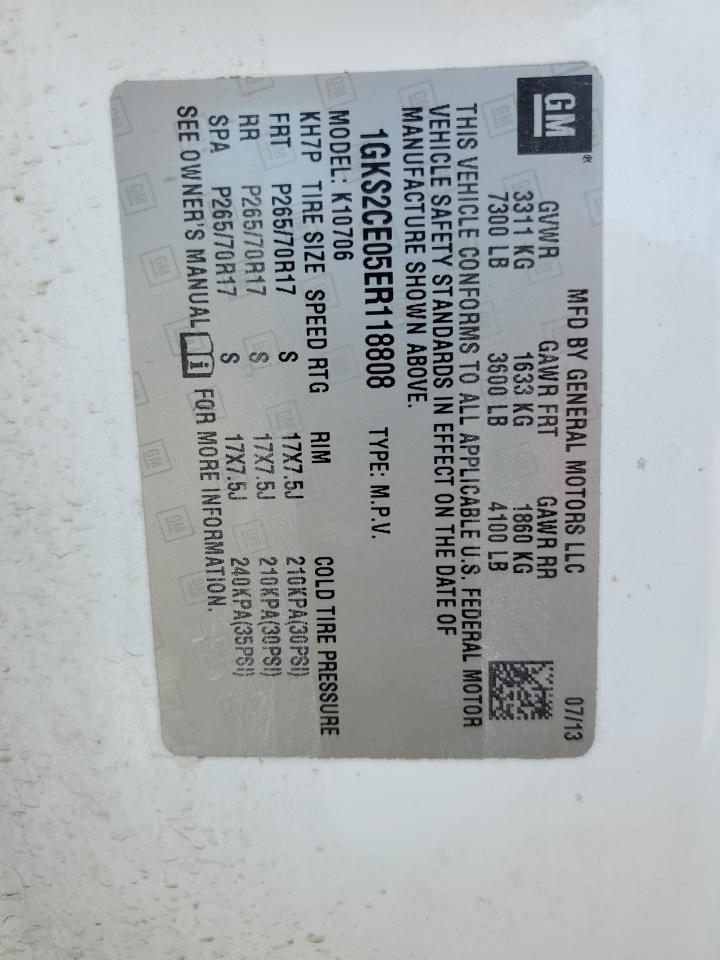 GM®
MFD BY GENERAL MOTORS LLC 07/13
GVWR GAWR FRT GAWR RR
3311 KG 1633 KG 1860 KG
7300 LB 3600 LB 4100 LB
THIS VEHICLE CONFORMS TO ALL APPLICABLE U.S. FEDERAL MOTOR
VEHICLE SAFETY STANDARDS IN EFFECT ON THE DATE OF
MANUFACTURE SHOWN ABOVE.
1GKS2CE05ER118808 TYPE: M.P.V.
MODEL: K10706
KH7P TIRE SIZE SPEED RTG RIM COLD TIRE PRESSURE
FRT P265/70R17 S 17X7.5J 210KPA(30PSI)
RR P265/70R17 S 17X7.5J 210KPA(30PSI)
SPA P265/70R17 S 17X7.5J 240KPA(35PSI)
SEE OWNER'S MANUAL i FOR MORE INFORMATION.